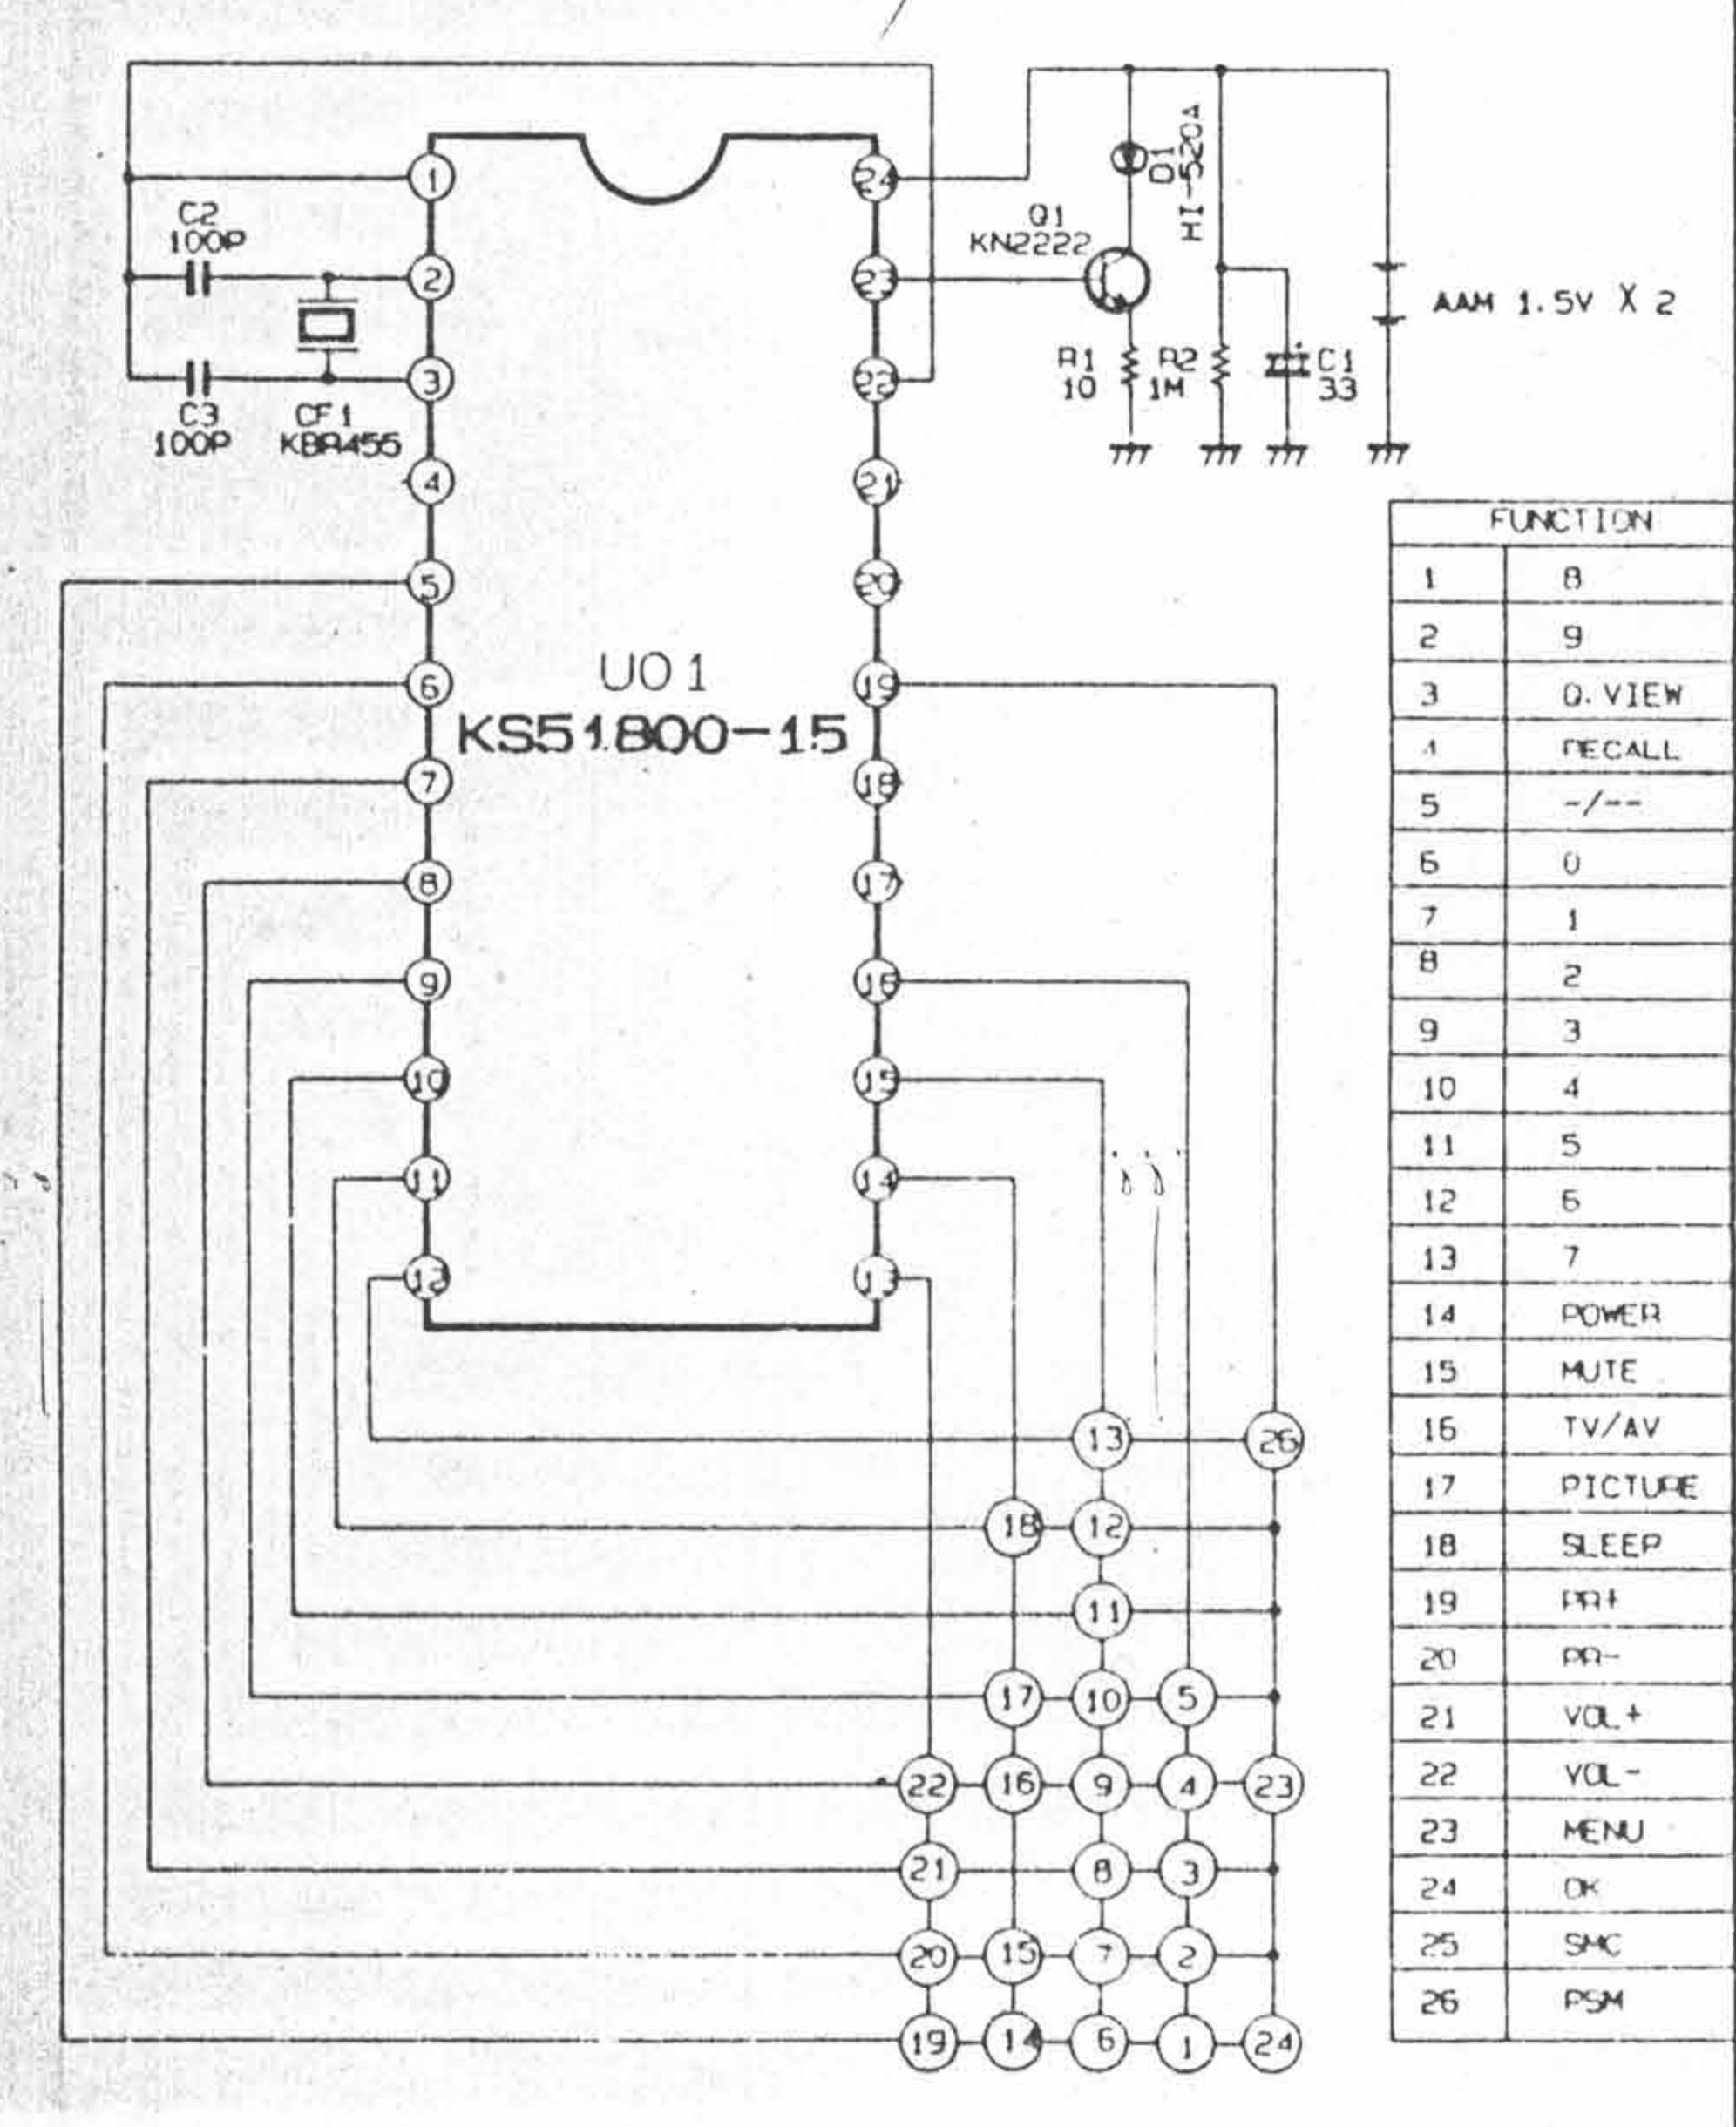 1
24
C2
100P
Q1
KN2222
D1
HI-5204
2
23
AAM 1.5V X 2
R1
10
R2
1M
C1
33
3
22
C3
100P
CF1
KBR455
4
21
5
20
U01
KS51800-15
6
19
7
18
8
17
9
16
10
15
11
14
12
13
13 26
18 12
11
17 10 5
22 16 9 4 23
21 8 3
20 15 7 2
19 14 6 1 24
FUNCTION
1 8
2 9
3 Q.VIEW
4 RECALL
5 -/--
6 0
7 1
8 2
9 3
10 4
11 5
12 6
13 7
14 POWER
15 MUTE
16 TV/AV
17 PICTURE
18 SLEEP
19 PR+
20 PR-
21 VOL+
22 VOL-
23 MENU
24 OK
25 SMC
26 PSM